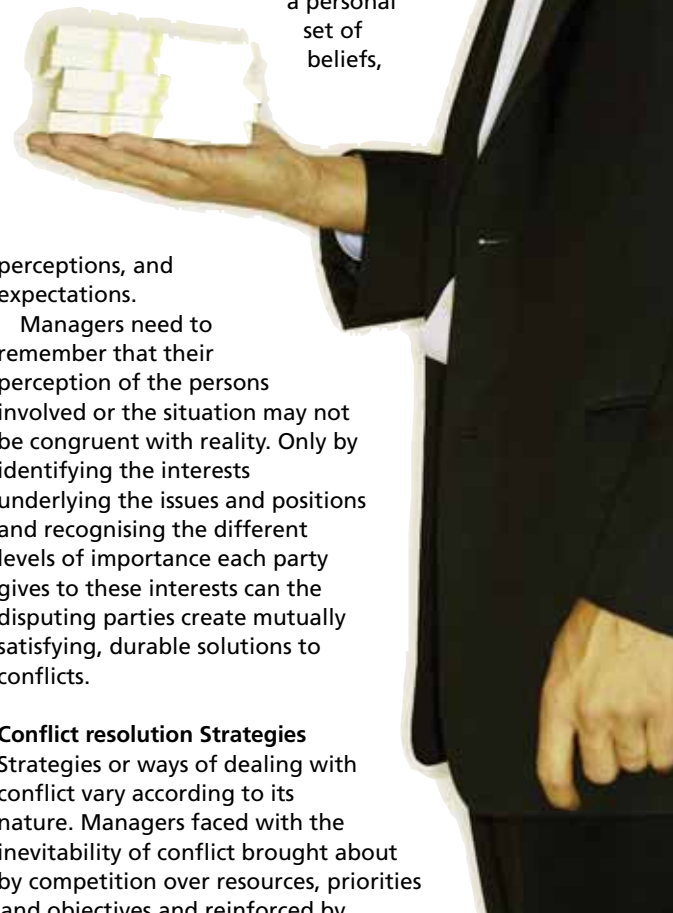 a personal
set of
beliefs,
perceptions, and
expectations.
Managers need to
remember that their
perception of the persons
involved or the situation may not
be congruent with reality. Only by
identifying the interests
underlying the issues and positions
and recognising the different
levels of importance each party
gives to these interests can the
disputing parties create mutually
satisfying, durable solutions to
conflicts.
Conflict resolution Strategies
Strategies or ways of dealing with
conflict vary according to its
nature. Managers faced with the
inevitability of conflict brought about
by competition over resources, priorities
and objectives and reinforced by